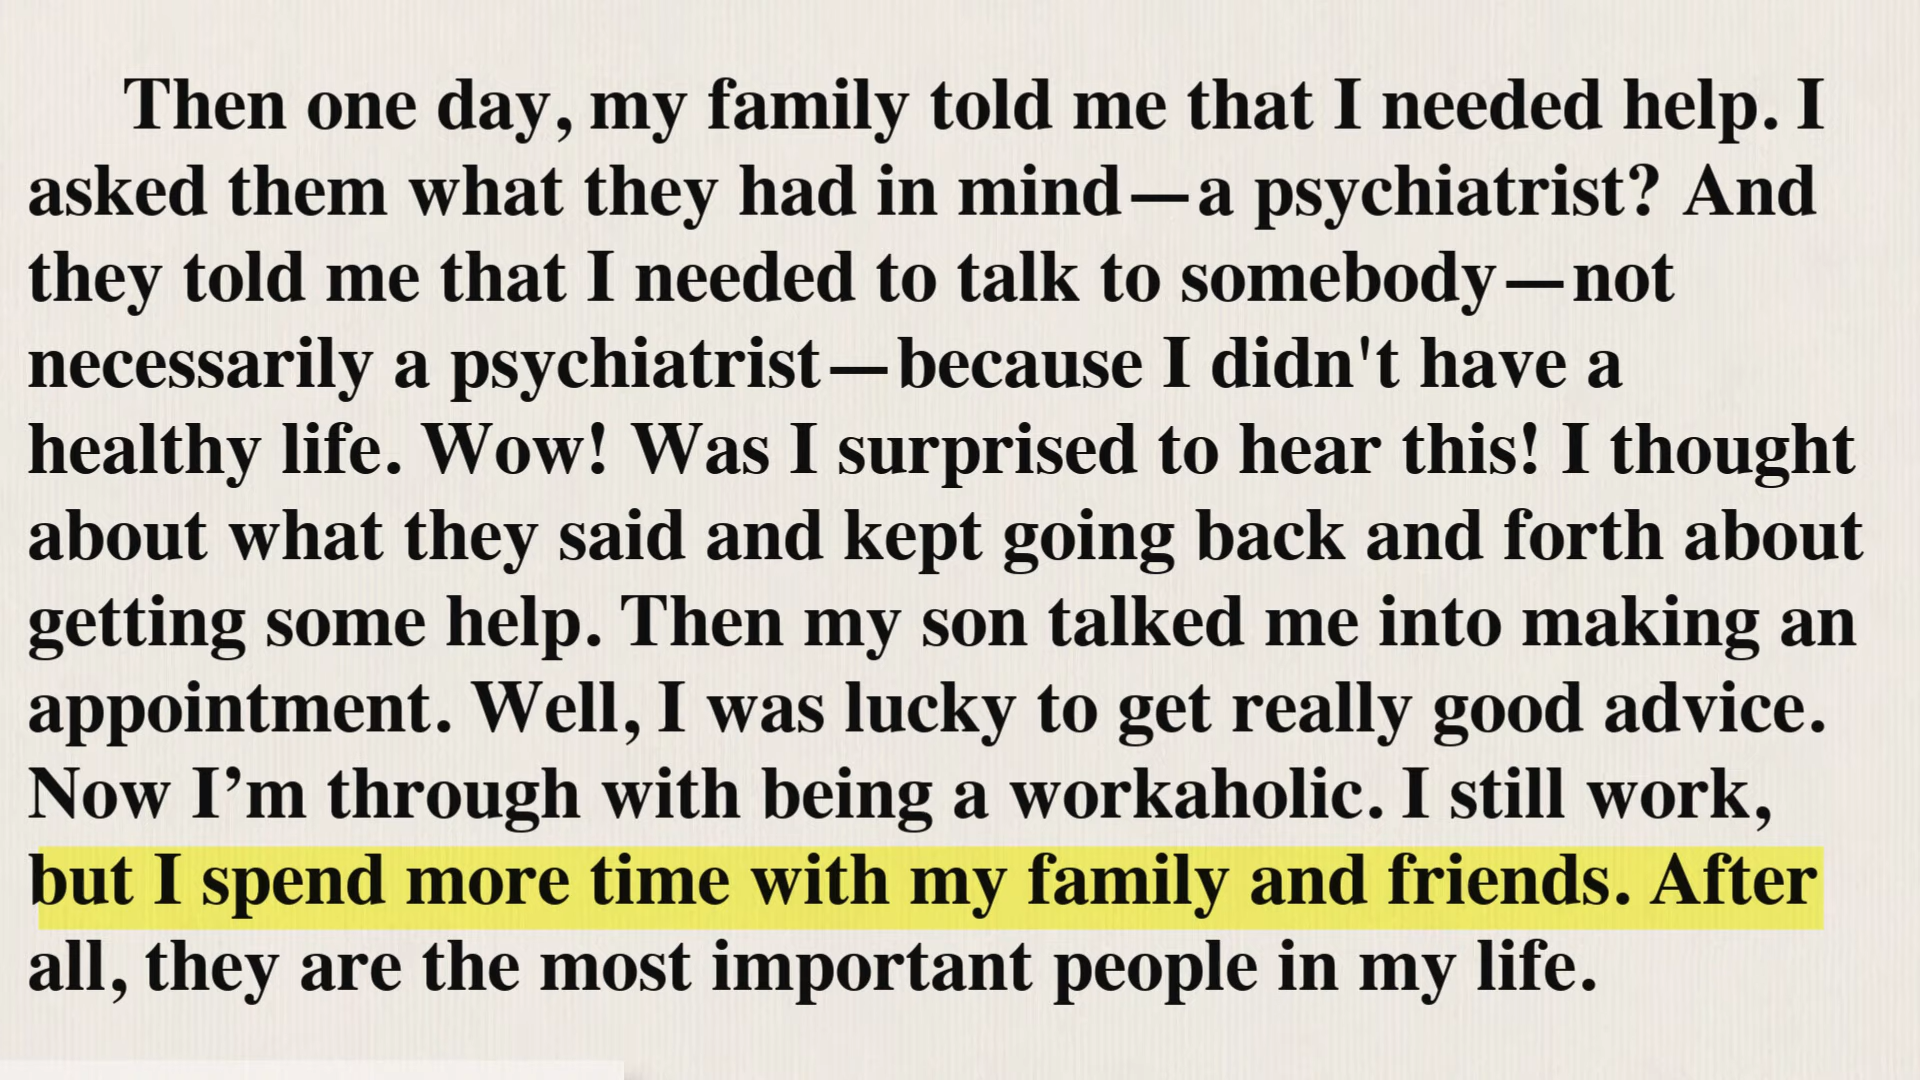 Then one day, my family told me that I needed help. I
asked them what they had in mind—a psychiatrist? And
they told me that I needed to talk to somebody—not
necessarily a psychiatrist—because I didn't have a
healthy life. Wow! Was I surprised to hear this! I thought
about what they said and kept going back and forth about
getting some help. Then my son talked me into making an
appointment. Well, I was lucky to get really good advice.
Now I’m through with being a workaholic. I still work,
but I spend more time with my family and friends. After
all, they are the most important people in my life.